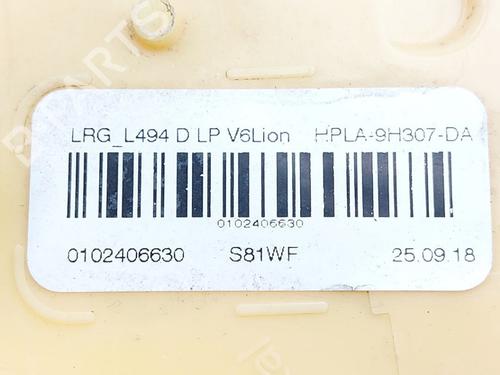 LRG_L494 D LP V6Lion HPLA-9H307-DA
0102406630
0102406630 S81WF 25.09.18